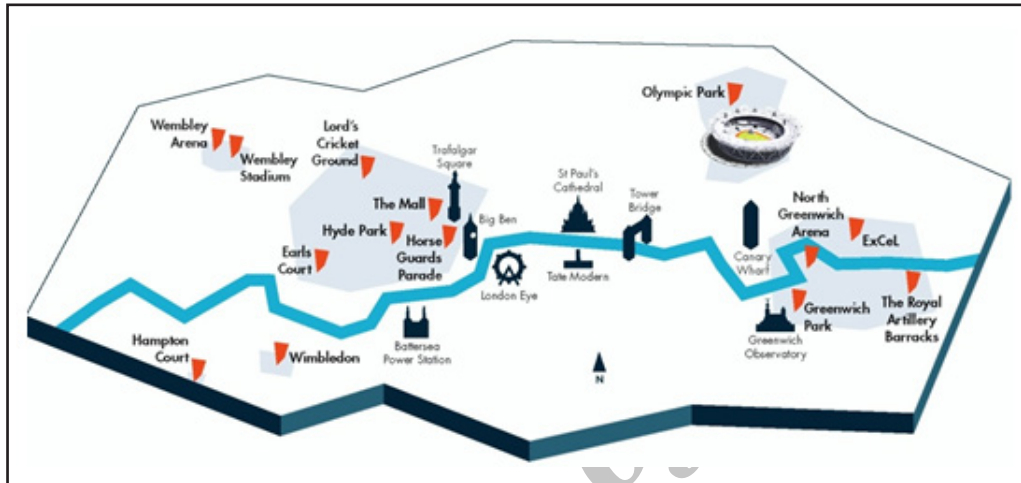 Olympic Park
Wembley
Arena
Wembley
Stadium
Lord's
Cricket
Ground
Trafalgar
Square
The Mall
Hyde Park
Big Ben
Horse
Guards
Parade
Earls
Court
St Paul's
Cathedral
Tower
Bridge
London Eye
Tate Modern
North
Greenwich
Arena
ExCeL
Canary
Wharf
Greenwich
Park
The Royal
Artillery
Barracks
Greenwich
Observatory
Hampton
Court
Wimbledon
Battersea
Power Station
N